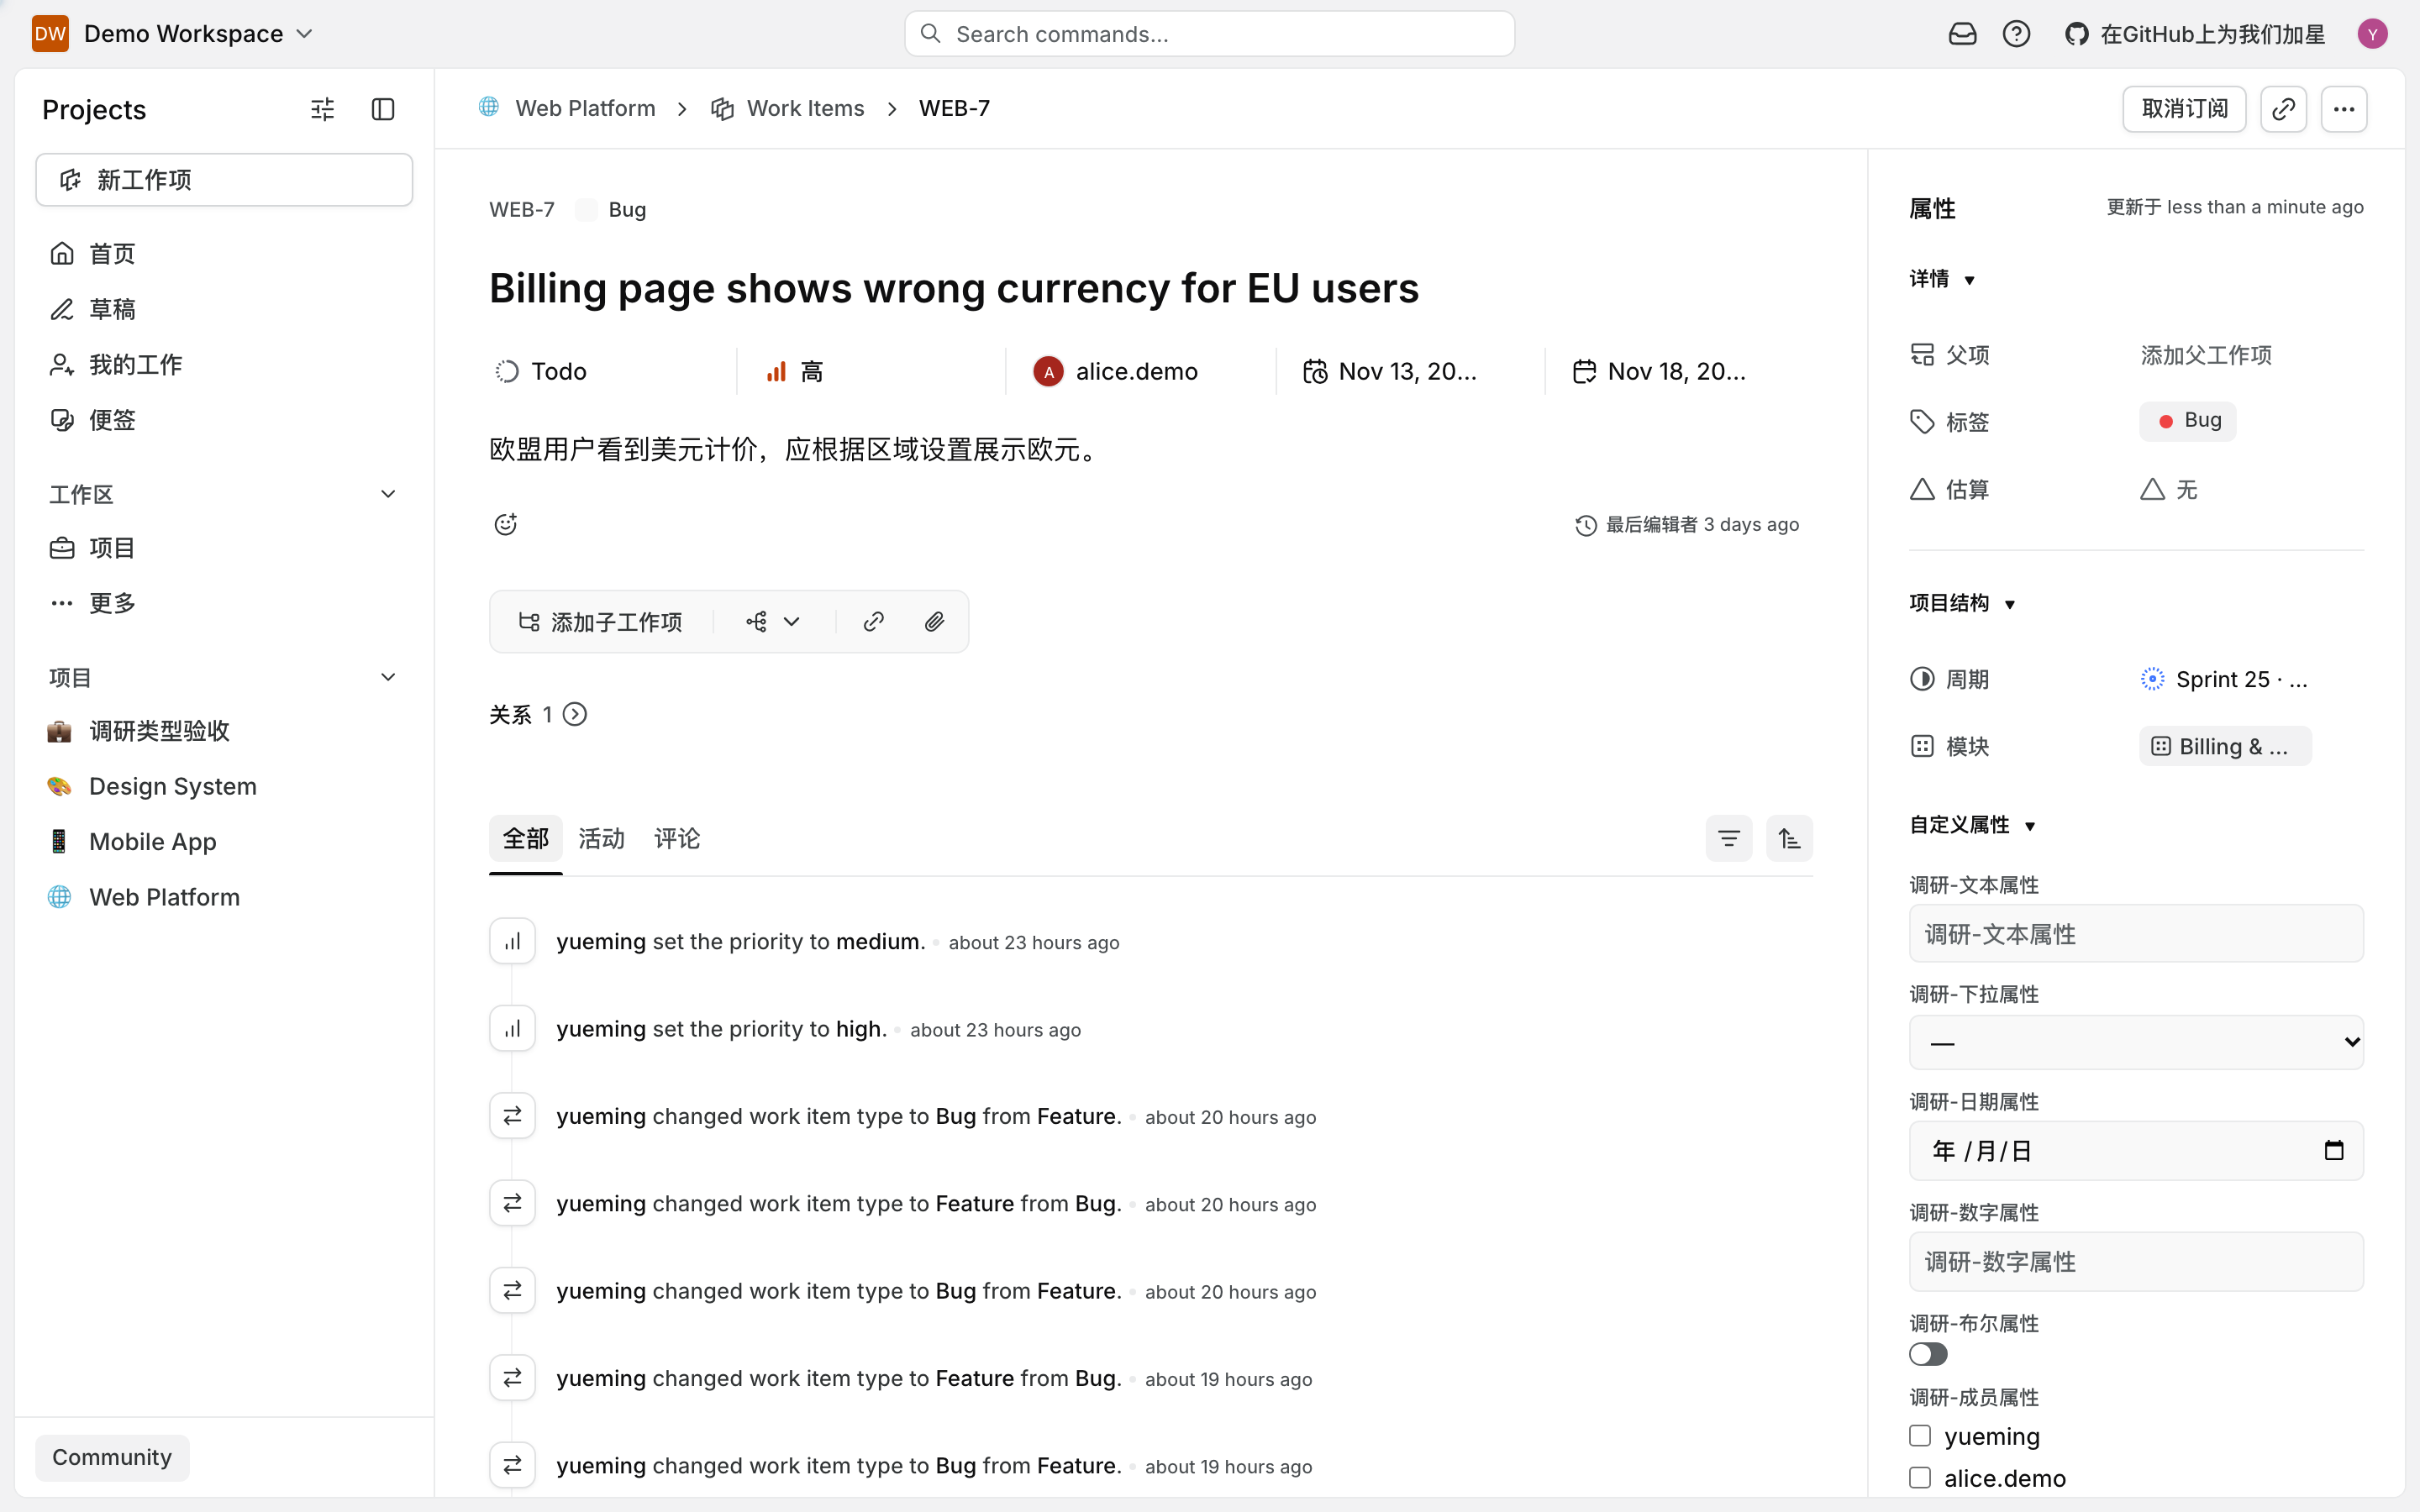 DW Demo Workspace
Search commands...
在GitHub上为我们加星
Y
Projects
新工作项
首页
草稿
我的工作
便签
工作区
项目
更多
项目
调研类型验收
Design System
Mobile App
Web Platform
Community
Web Platform
Work Items
WEB-7
取消订阅
WEB-7 Bug
Billing page shows wrong currency for EU users
Todo
高
A alice.demo
Nov 13, 20...
Nov 18, 20...
欧盟用户看到美元计价，应根据区域设置展示欧元。
最后编辑者 3 days ago
添加子工作项
关系 1
全部 活动 评论
yueming set the priority to medium. about 23 hours ago
yueming set the priority to high. about 23 hours ago
yueming changed work item type to Bug from Feature. about 20 hours ago
yueming changed work item type to Feature from Bug. about 20 hours ago
yueming changed work item type to Bug from Feature. about 20 hours ago
yueming changed work item type to Feature from Bug. about 19 hours ago
yueming changed work item type to Bug from Feature. about 19 hours ago
属性
更新于 less than a minute ago
详情
父项 添加父工作项
标签 Bug
估算 无
项目结构
周期 Sprint 25 · ...
模块 Billing & ...
自定义属性
调研-文本属性
调研-文本属性
调研-下拉属性
—
调研-日期属性
年 /月/日
调研-数字属性
调研-数字属性
调研-布尔属性
调研-成员属性
yueming
alice.demo